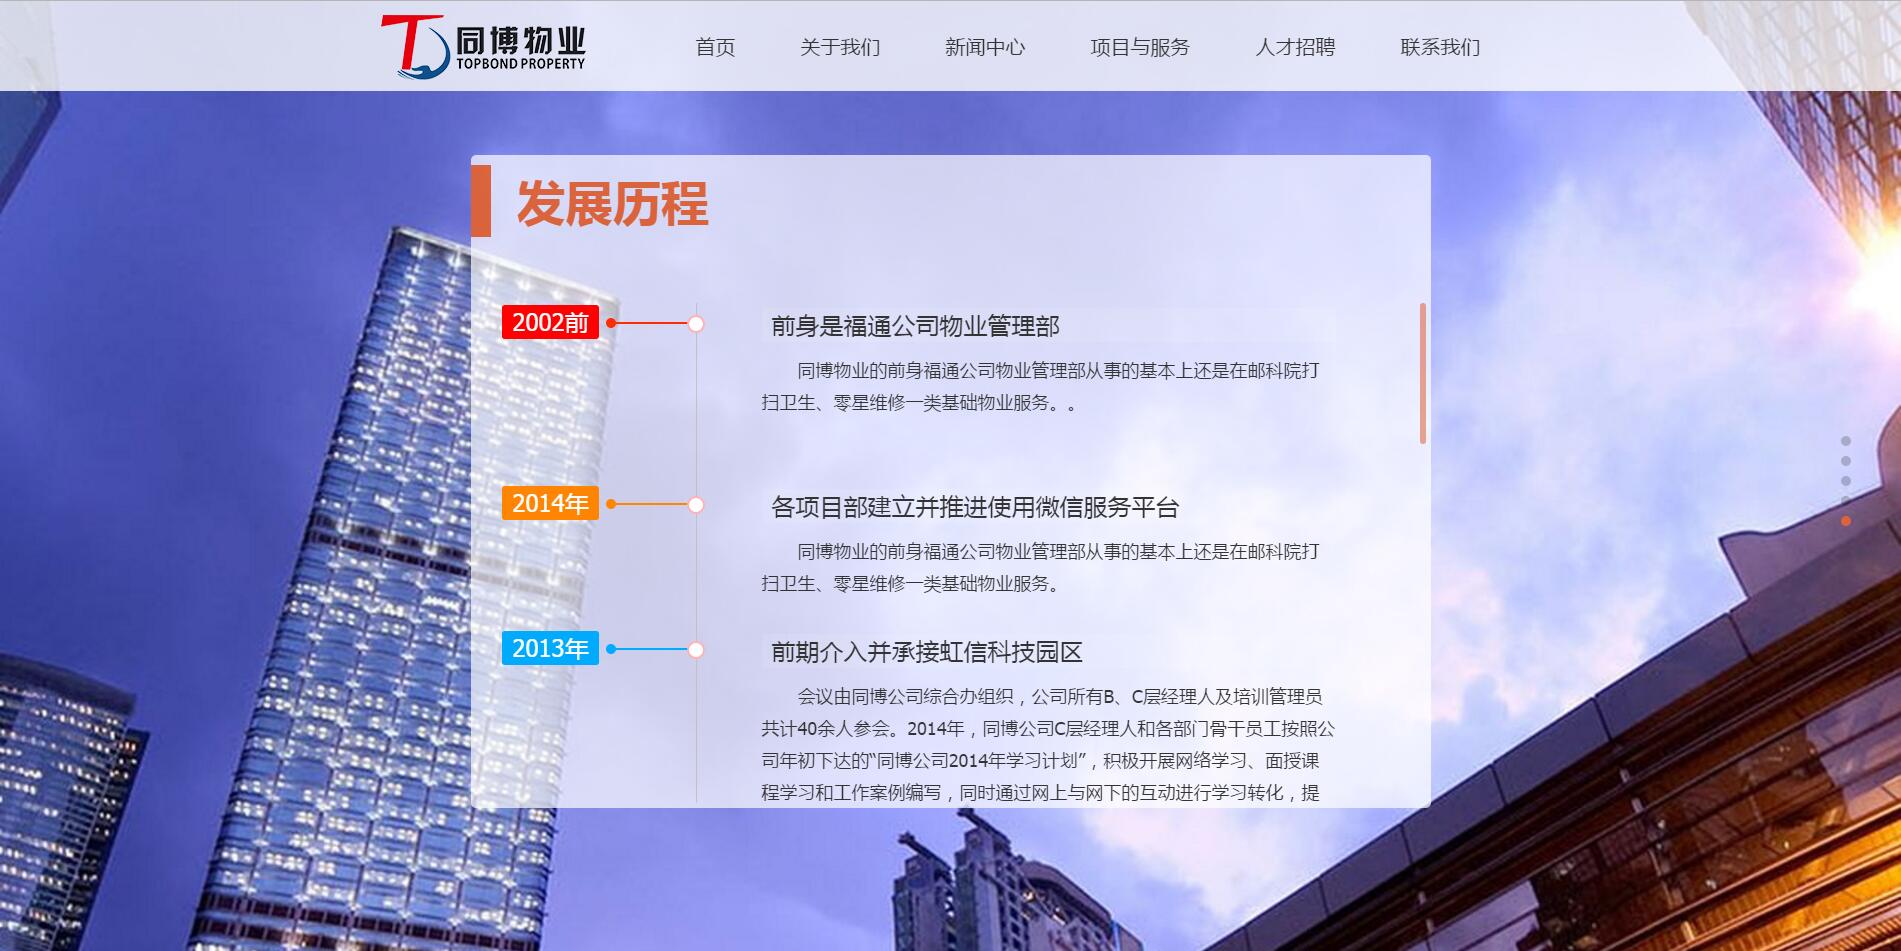 同博物业
TOPBOND PROPERTY
首页
关于我们
新闻中心
项目与服务
人才招聘
联系我们
发展历程
2002前
前身是福通公司物业管理部
同博物业的前身福通公司物业管理部从事的基本上还是在邮科院打
扫卫生、零星维修一类基础物业服务。。
2014年
各项目部建立并推进使用微信服务平台
同博物业的前身福通公司物业管理部从事的基本上还是在邮科院打
扫卫生、零星维修一类基础物业服务。
2013年
前期介入并承接虹信科技园区
会议由同博公司综合办组织，公司所有B、C层经理人及培训管理员
共计40余人参会。2014年，同博公司C层经理人和各部门骨干员工按照公
司年初下达的“同博公司2014年学习计划”，积极开展网络学习、面授课
程学习和工作案例编写，同时通过网上与网下的互动进行学习转化，提